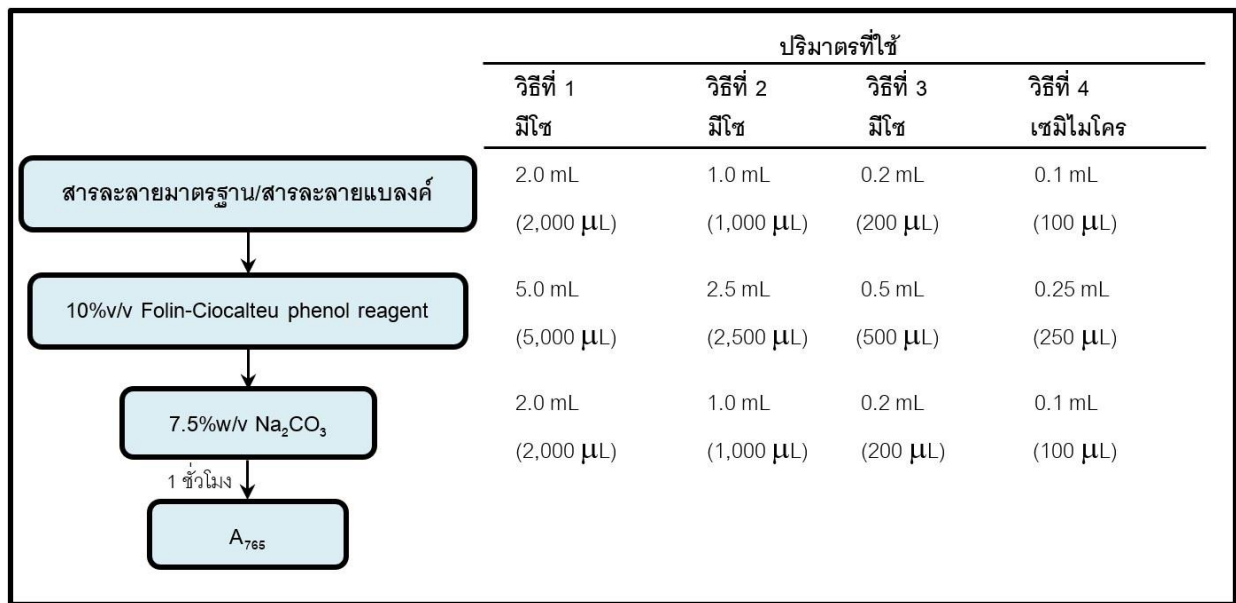 ปริมาตรที่ใช้
วิธีที่ 1 วิธีที่ 2 วิธีที่ 3 วิธีที่ 4
มีโซ มีโซ มีโซ เซมิไมโคร
สารละลายมาตรฐาน/สารละลายแบลงค์
2.0 mL 1.0 mL 0.2 mL 0.1 mL
(2,000 µL) (1,000 µL) (200 µL) (100 µL)
10%v/v Folin-Ciocalteu phenol reagent
5.0 mL 2.5 mL 0.5 mL 0.25 mL
(5,000 µL) (2,500 µL) (500 µL) (250 µL)
7.5%w/v Na₂CO₃
2.0 mL 1.0 mL 0.2 mL 0.1 mL
(2,000 µL) (1,000 µL) (200 µL) (100 µL)
1 ชั่วโมง
A₇₆₅